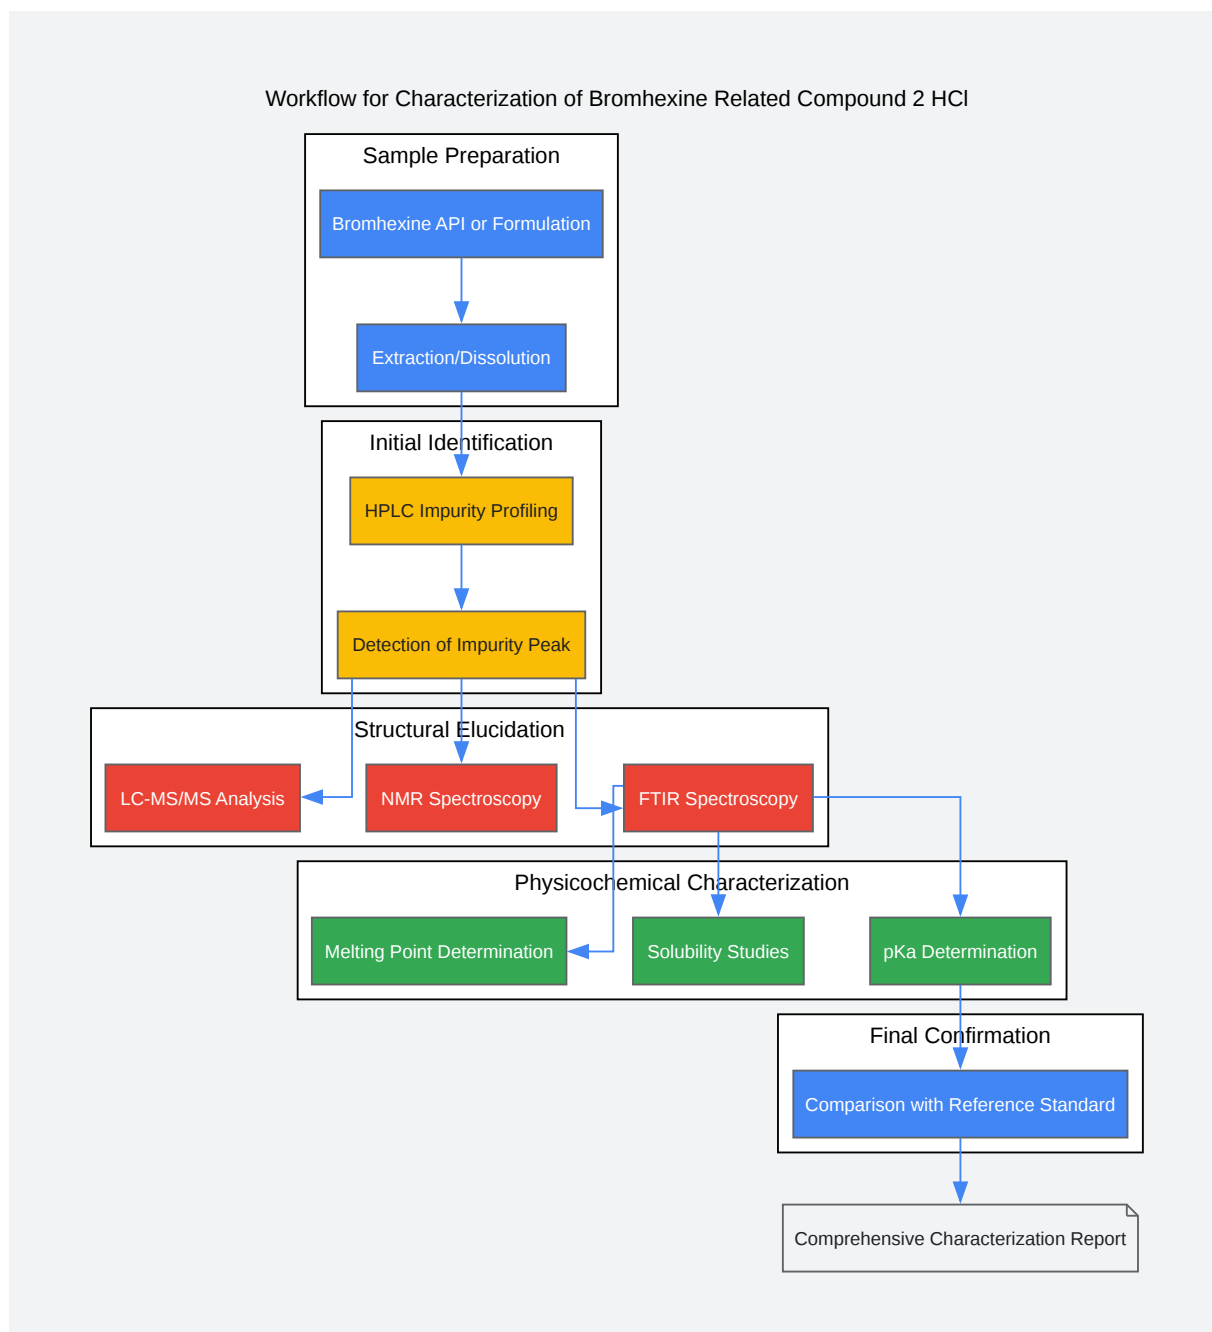 Workflow for Characterization of Bromhexine Related Compound 2 HCl
Sample Preparation
Bromhexine API or Formulation
Extraction/Dissolution
Initial Identification
HPLC Impurity Profiling
Detection of Impurity Peak
Structural Elucidation
LC-MS/MS Analysis
NMR Spectroscopy
FTIR Spectroscopy
Physicochemical Characterization
Melting Point Determination
Solubility Studies
pKa Determination
Final Confirmation
Comparison with Reference Standard
Comprehensive Characterization Report